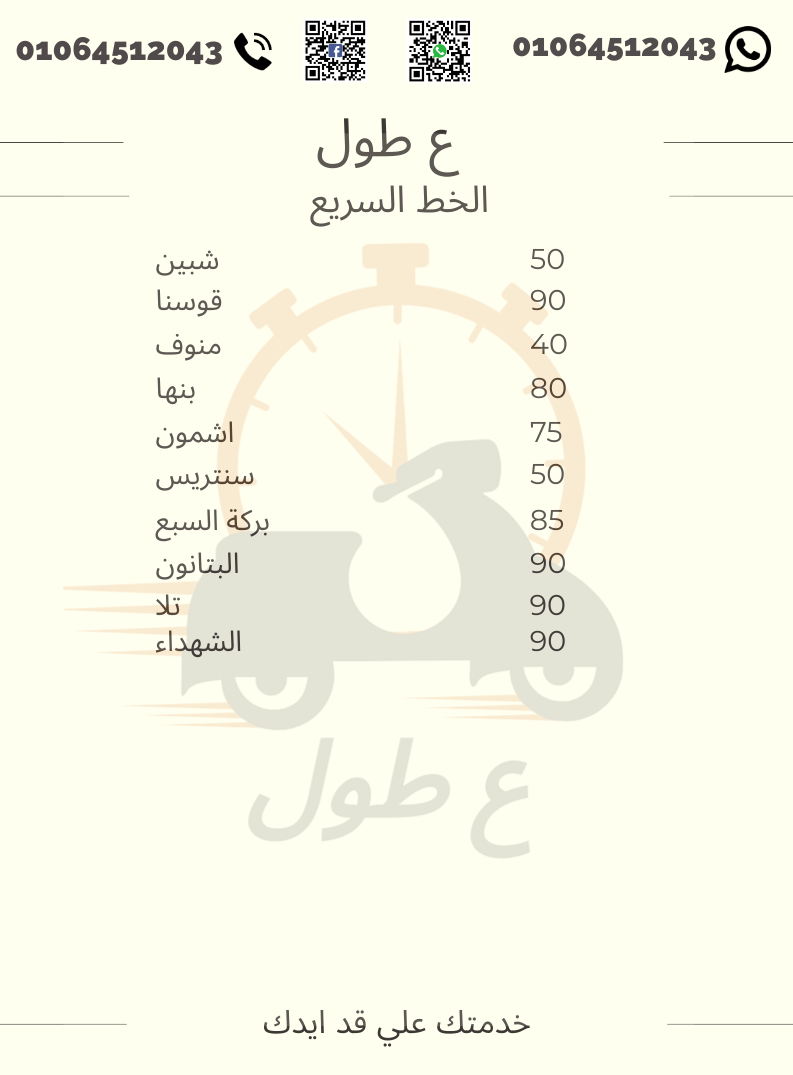 01064512043
01064512043
ع طول
الخط السريع
شبين 50
قوسنا 90
منوف 40
بنها 80
اشمون 75
سنتريس 50
بركة السبع 85
البتانون 90
تلا 90
الشهداء 90
ع طول
خدمتك علي قد ايدك